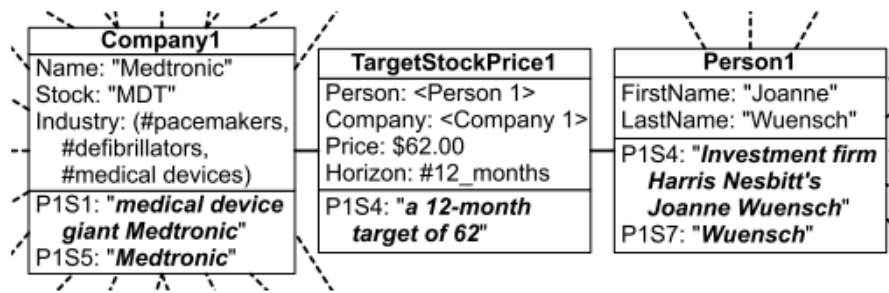 Company1
Name: "Medtronic"
Stock: "MDT"
Industry: (#pacemakers,
#defibrillators,
#medical devices)
P1S1: "medical device
giant Medtronic"
P1S5: "Medtronic"
TargetStockPrice1
Person: <Person 1>
Company: <Company 1>
Price: $62.00
Horizon: #12_months
P1S4: "a 12-month
target of 62"
Person1
FirstName: "Joanne"
LastName: "Wuensch"
P1S4: "Investment firm
Harris Nesbitt's
Joanne Wuensch"
P1S7: "Wuensch"